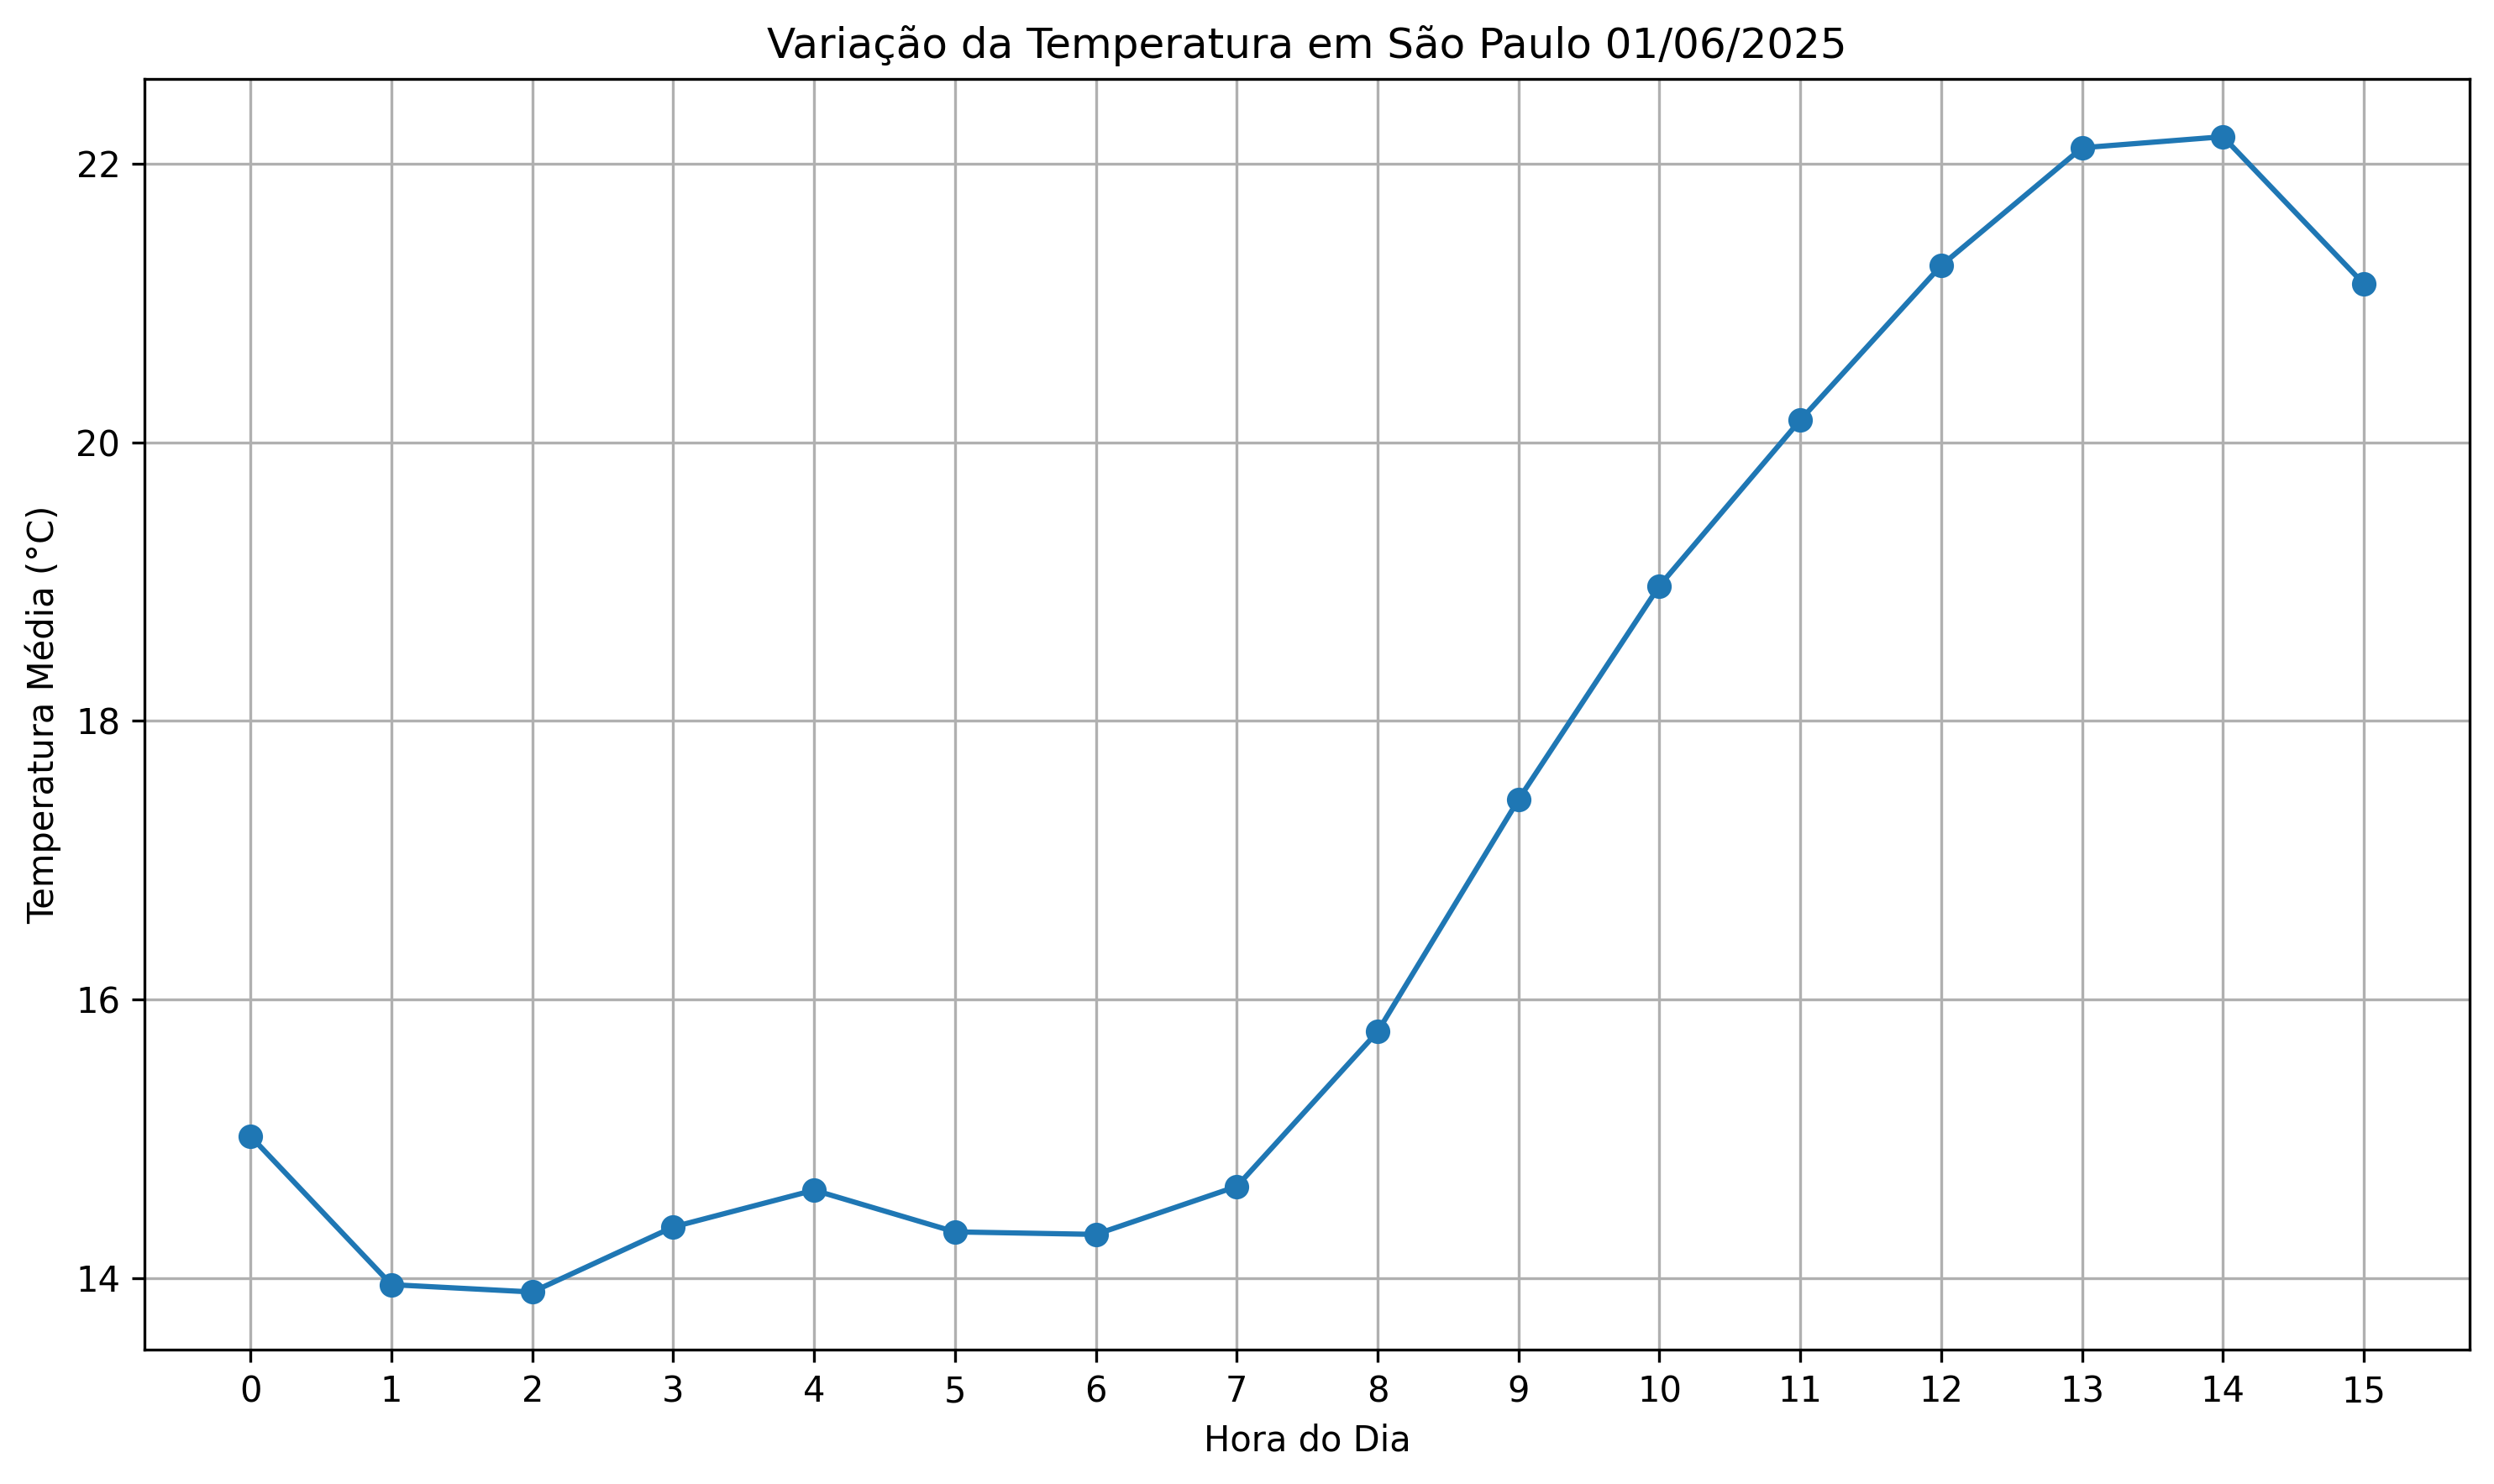 Variação da Temperatura em São Paulo 01/06/2025
Temperatura Média (°C)
22
20
18
16
14
0 1 2 3 4 5 6 7 8 9 10 11 12 13 14 15
Hora do Dia